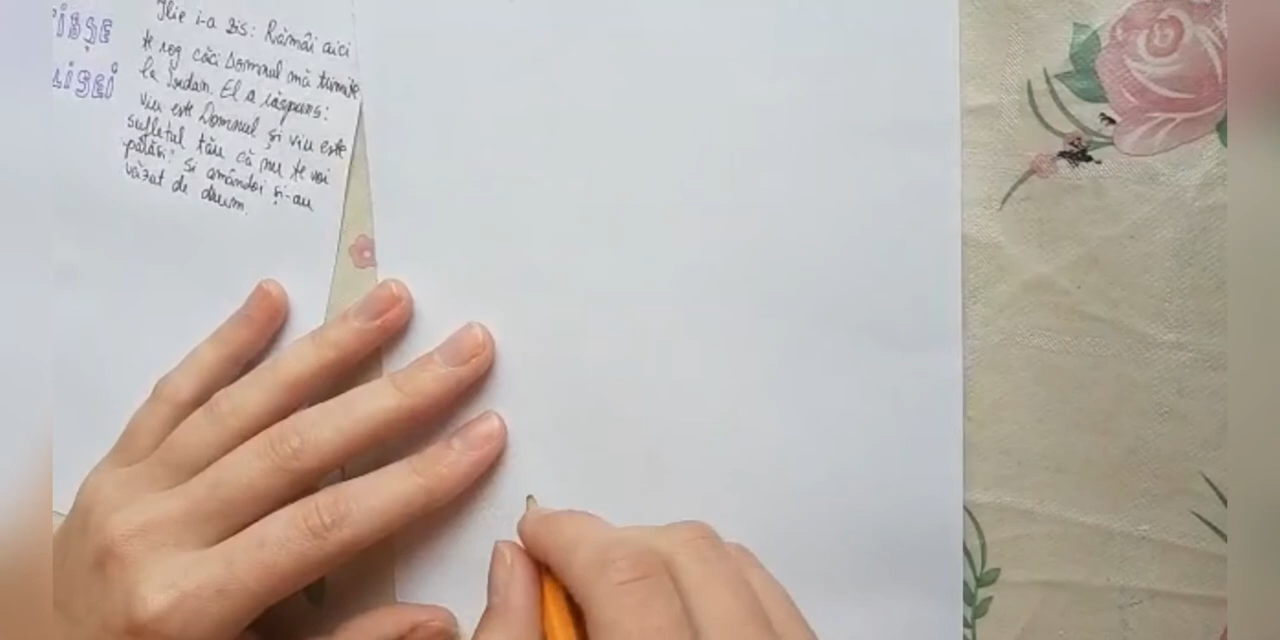 Ilie i-a zis: Rămâi aici
te rog căci Domnul mă trimite
la Iordan. El a răspuns:
viu este Domnul și viu este
sufletul tău că nu te voi
părăsi" Si amândoi și-au
văzut de drum.